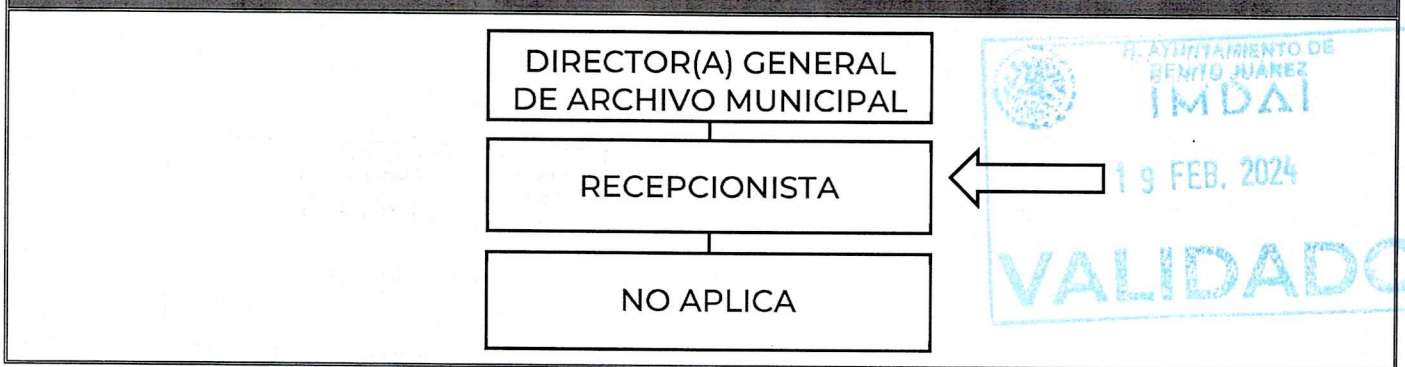 DIRECTOR(A) GENERAL
DE ARCHIVO MUNICIPAL
H. AYUNTAMIENTO DE
BENITO JUÁREZ
IMDAI
RECEPCIONISTA
19 FEB. 2024
VALIDADO
NO APLICA